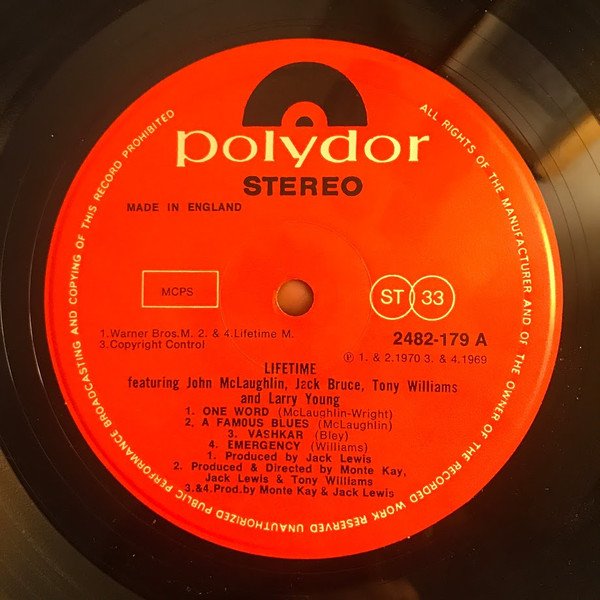 polydor
STEREO
MADE IN ENGLAND
MCPS
ST 33
1.Warner Bros.M. 2. & 4.Lifetime M.
3.Copyright Control
2482-179 A
Ⓟ 1. & 2.1970 3. & 4.1969
LIFETIME
featuring John McLaughlin, Jack Bruce, Tony Williams
and Larry Young
1. ONE WORD (McLaughlin-Wright)
2. A FAM0US BLUES (McLaughlin)
3. VASHKAR (Bley)
4. EMERGENCY (Williams)
1. Produced by Jack Lewis
2. Produced & Directed by Monte Kay,
Jack Lewis & Tony Williams
3.&4.Prod.by Monte Kay & Jack Lewis
ALL RIGHTS OF THE MANUFACTURER AND OF THE OWNER OF THE RECORDED WORK RESERVED UNAUTHORIZED PUBLIC PERFORMANCE BROADCASTING AND COPYING OF THIS RECORD PROHIBITED